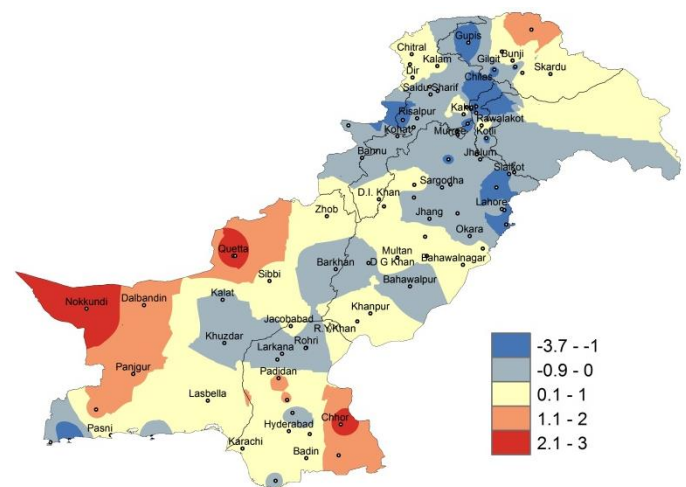 Gupis
Chitral
Kalam
Gilgit
Bunji
Dir
Chilas
Skardu
Saidu Sharif
Kakul
Risalpur
Rawalakot
Kohat
Murree
Kotli
Bannu
Jhalum
Sialkot
Sargodha
D.I. Khan
Lahore
Zhob
Jhang
Okara
Quetta
Multan
Barkhan
D G Khan
Bahawalnagar
Sibbi
Bahawalpur
Nokkundi
Dalbandin
Kalat
Khanpur
Jacobabad
R.Y.Khan
Khuzdar
Rohri
Larkana
Panjgur
Padidan
Lasbella
Chhor
Pasni
Hyderabad
Karachi
Badin
-3.7 - -1
-0.9 - 0
0.1 - 1
1.1 - 2
2.1 - 3